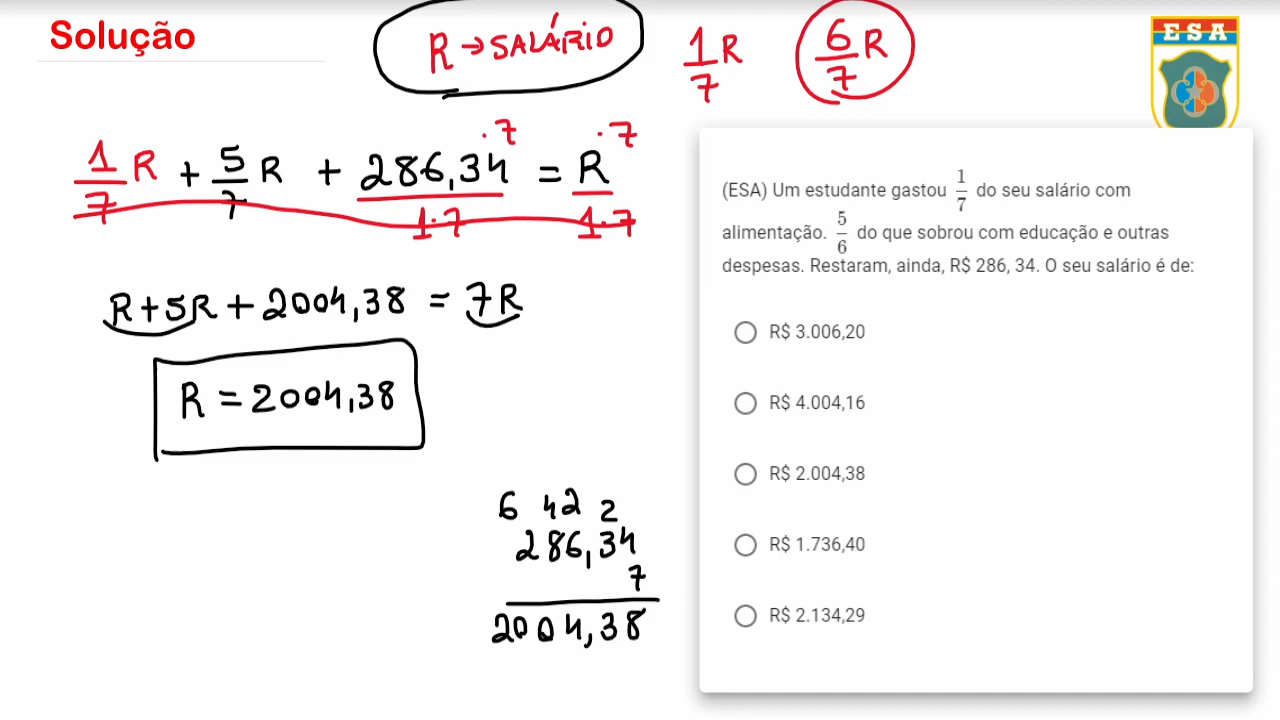 Solução
R → SALÁRIO
1/7 R
6/7 R
ESA
1/7 R + 5/7 R + 286,34 ·7 / 1·7 = R ·7 / 1·7
R + 5R + 2004,38 = 7R
R = 2004,38
6 42 2
286,34
7
2004,38
(ESA) Um estudante gastou 1/7 do seu salário com
alimentação. 5/6 do que sobrou com educação e outras
despesas. Restaram, ainda, R$ 286, 34. O seu salário é de:
R$ 3.006,20
R$ 4.004,16
R$ 2.004,38
R$ 1.736,40
R$ 2.134,29